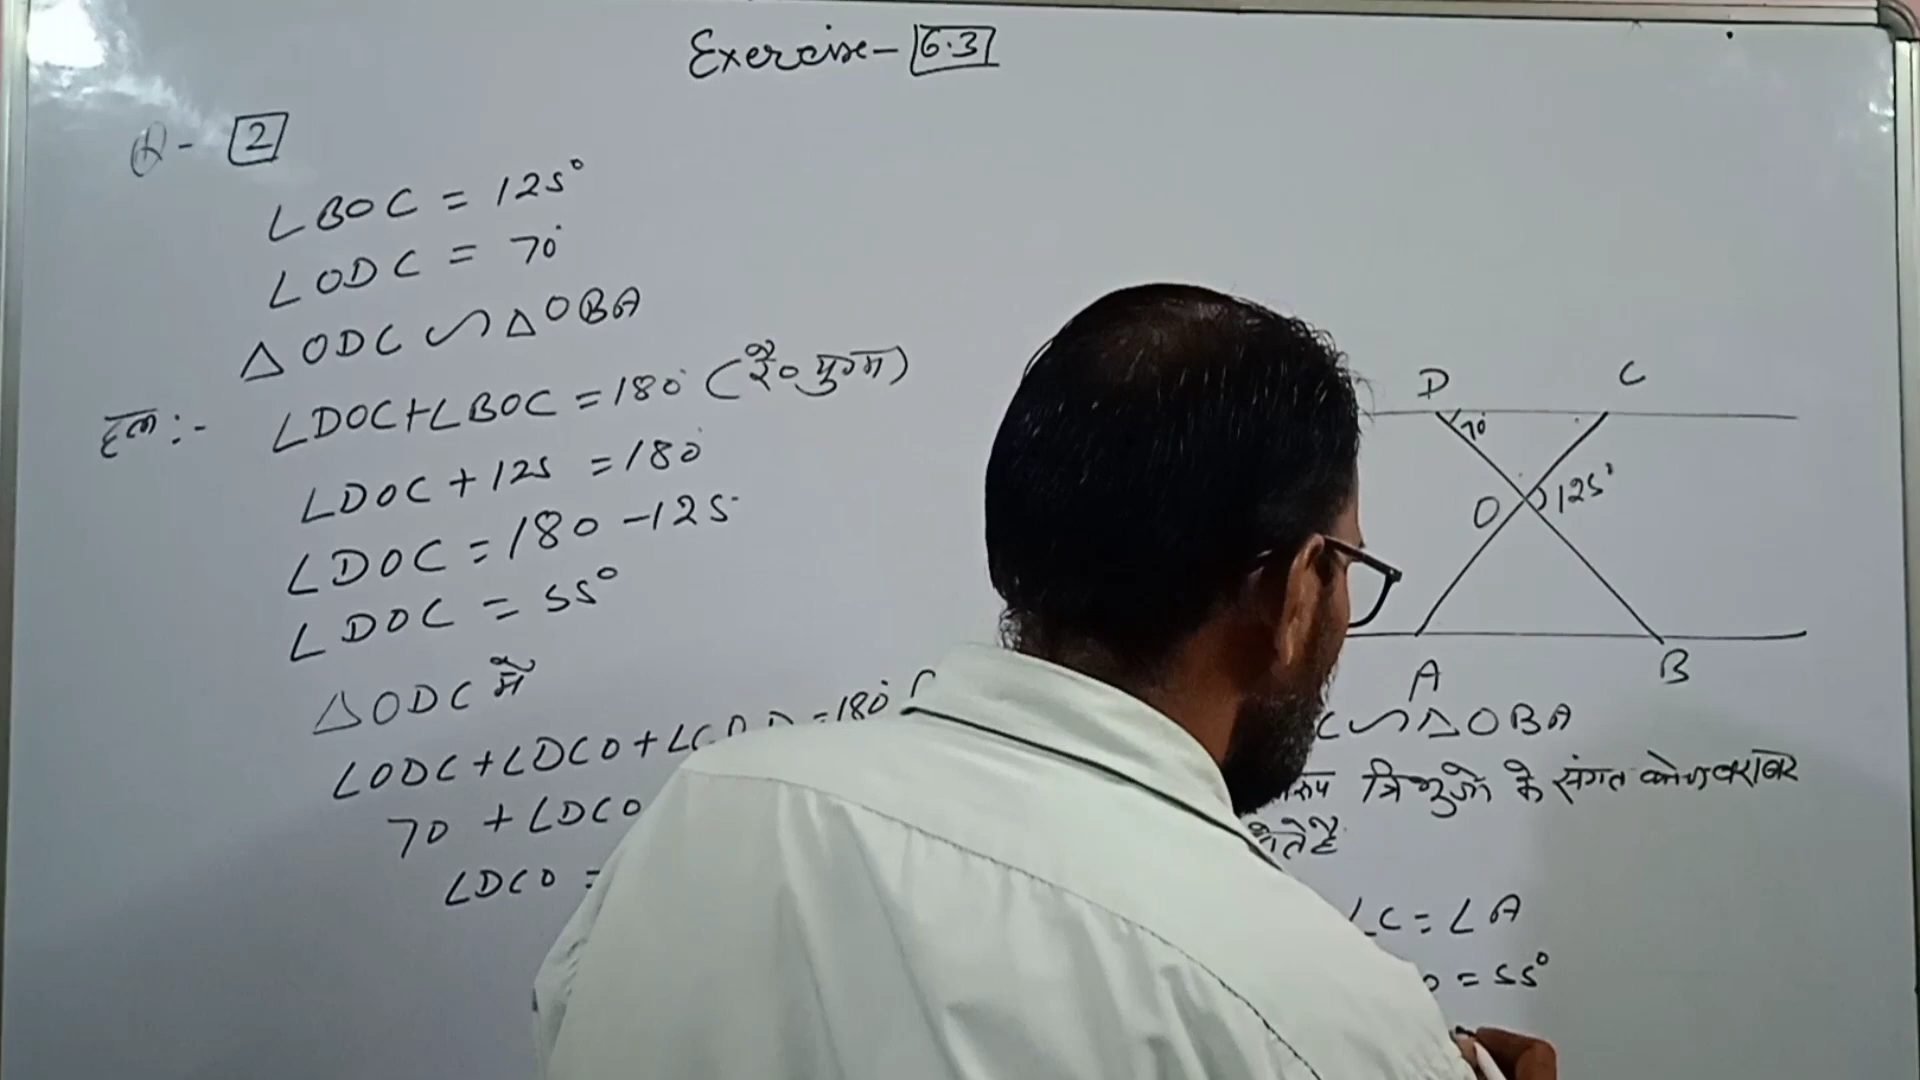 Exercise- 6.3
Q- 2
∠BOC = 125°
∠ODC = 70°
△ODC ∽ △OBA
हल:- ∠DOC+∠BOC = 180° (रै० युग्म)
∠DOC + 125 = 180°
∠DOC = 180 - 125
∠DOC = 55°
△ODC में
∠ODC + ∠DCO + = 180°
70 + ∠DCO
∠DCO =
D C
70°
O 125°
A B
C ∽ △OBA
त्रिभुजो के संगत कोण बराबर
∠C = ∠A
= 55°